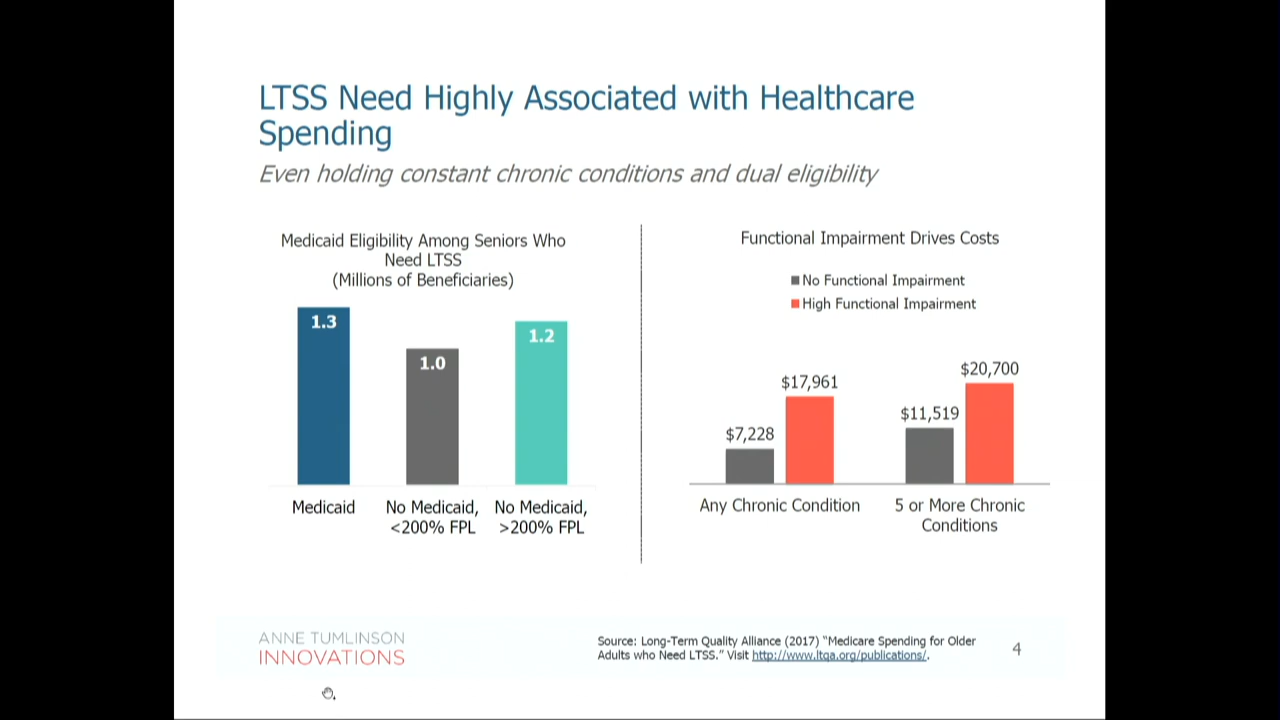 LTSS Need Highly Associated with Healthcare
Spending
Even holding constant chronic conditions and dual eligibility
Medicaid Eligibility Among Seniors Who
Need LTSS
(Millions of Beneficiaries)
1.3
1.0
1.2
Medicaid
No Medicaid,
<200% FPL
No Medicaid,
>200% FPL
Functional Impairment Drives Costs
No Functional Impairment
High Functional Impairment
$7,228
$17,961
$11,519
$20,700
Any Chronic Condition
5 or More Chronic
Conditions
ANNE TUMLINSON
INNOVATIONS
Source: Long-Term Quality Alliance (2017) "Medicare Spending for Older
Adults who Need LTSS." Visit http://www.ltqa.org/publications/.
4